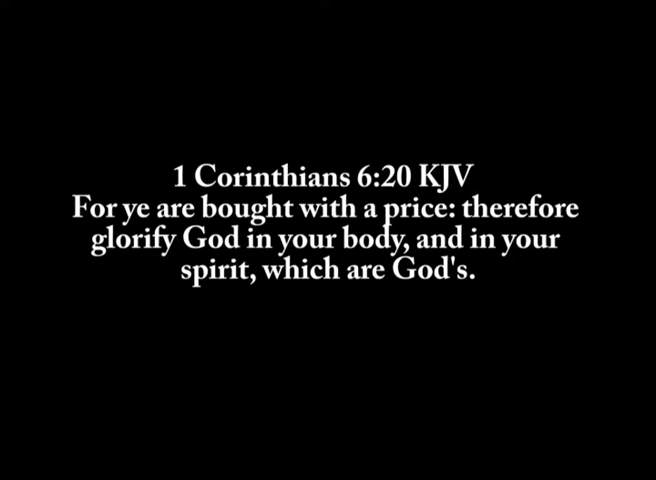 1 Corinthians 6:20 KJV
For ye are bought with a price: therefore
glorify God in your body, and in your
spirit, which are God's.